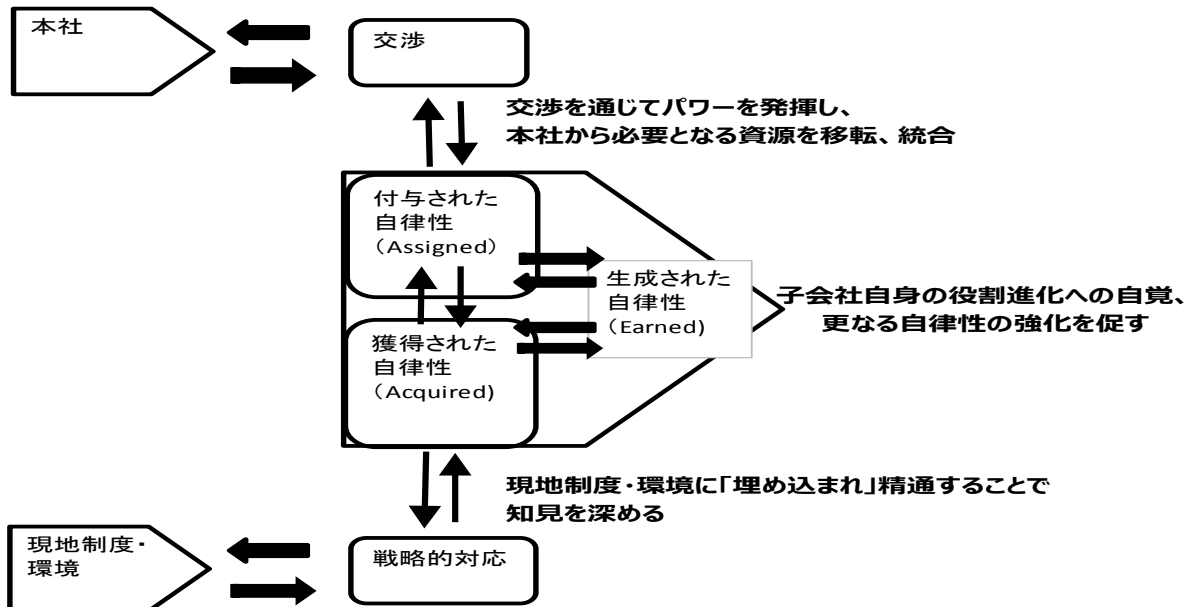 本社
交渉
交渉を通じてパワーを発揮し、
本社から必要となる資源を移転、統合
付与された
自律性
（Assigned）
生成された
自律性
（Earned）
子会社自身の役割進化への自覚、
更なる自律性の強化を促す
獲得された
自律性
（Acquired）
現地制度・環境に「埋め込まれ」精通することで
知見を深める
現地制度・
環境
戦略的対応